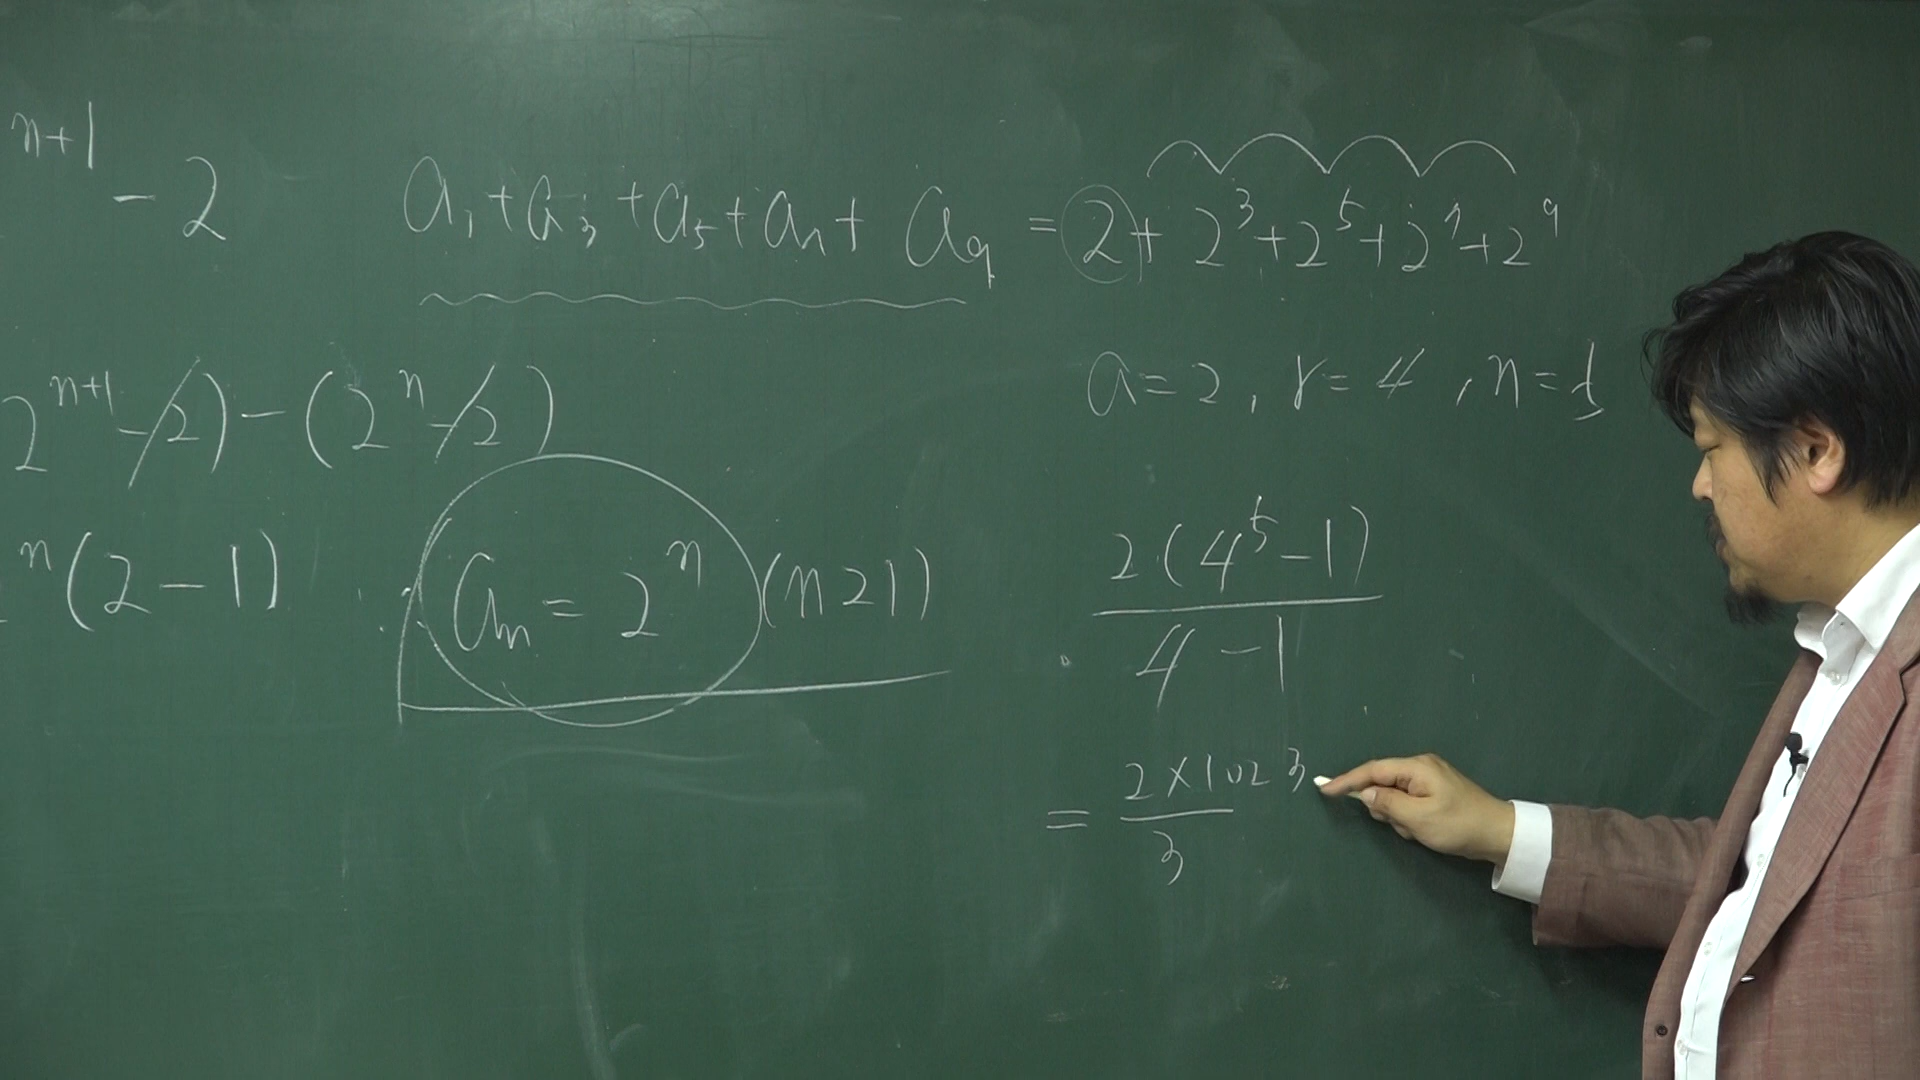 n+1 - 2
a₁+a₃+a₅+a₇+a₉ = 2+2³+2⁵+2⁷+2⁹
a=2, r=4, n=5
2ⁿ⁺¹-2)-(2ⁿ-2)
ⁿ(2-1)
∴ aₙ = 2ⁿ (n≥1)
2(4⁵-1)
4-1
= 2×1023
3